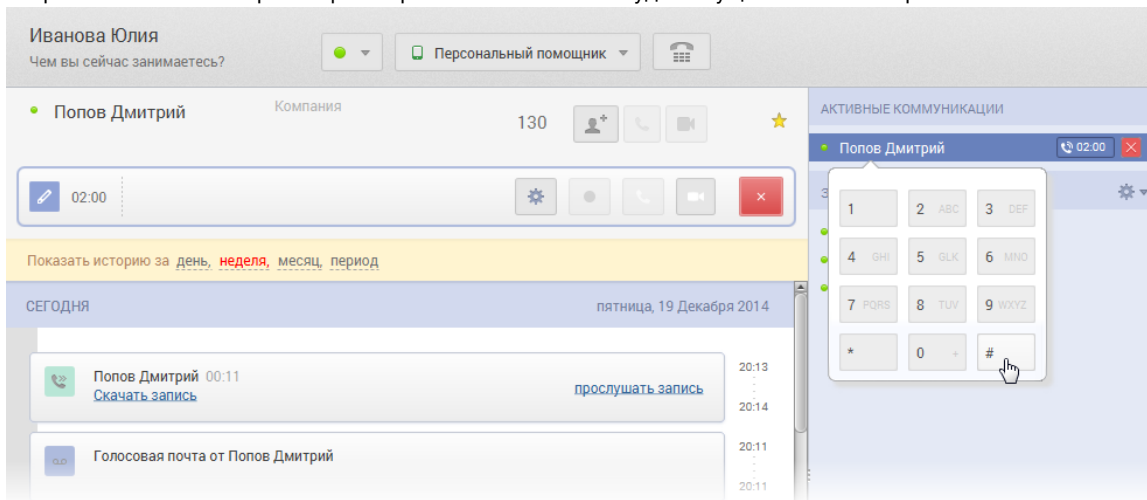 Иванова Юлия
Чем вы сейчас занимаетесь?
Персональный помощник
Попов Дмитрий
Компания
130
02:00
Показать историю за день, неделя, месяц, период
СЕГОДНЯ
пятница, 19 Декабря 2014
Попов Дмитрий 00:11
Скачать запись
прослушать запись
20:13
20:14
Голосовая почта от Попов Дмитрий
20:11
20:11
АКТИВНЫЕ КОММУНИКАЦИИ
Попов Дмитрий
02:00
1 2 ABC 3 DEF
4 GHI 5 GLK 6 MNO
7 PQRS 8 TUV 9 WXYZ
* 0 + #